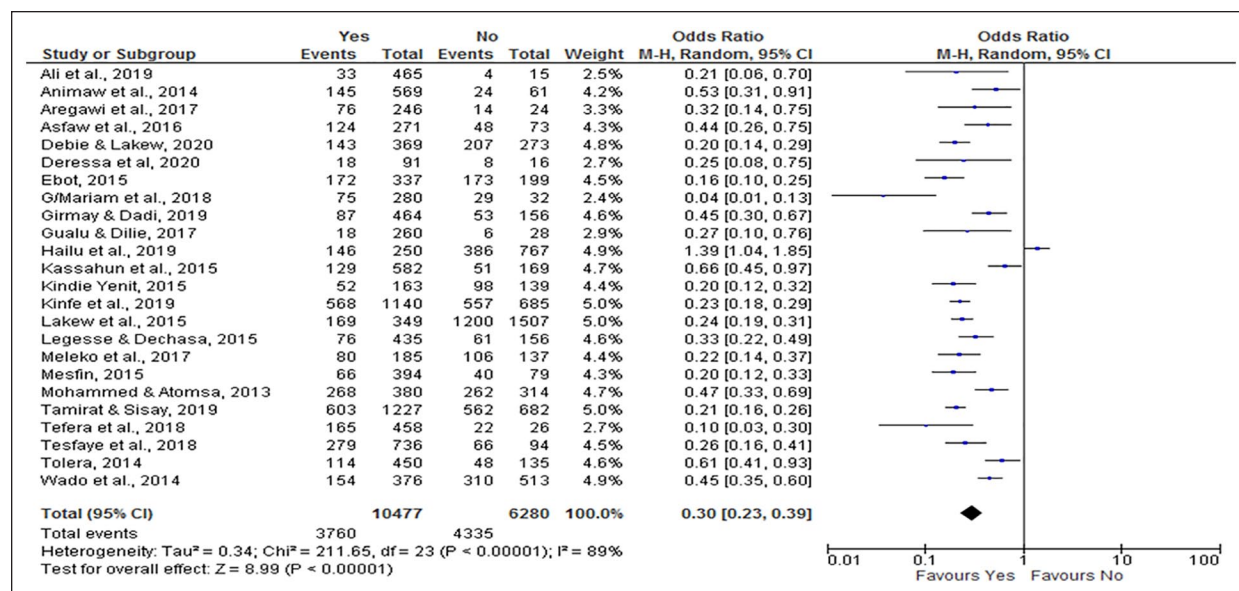 Yes No Odds Ratio Odds Ratio
Study or Subgroup Events Total Events Total Weight M-H, Random, 95% CI M-H, Random, 95% CI
Ali et al., 2019 33 465 4 15 2.5% 0.21 [0.06, 0.70]
Animaw et al., 2014 145 569 24 61 4.2% 0.53 [0.31, 0.91]
Aregawi et al., 2017 76 246 14 24 3.3% 0.32 [0.14, 0.75]
Asfaw et al., 2016 124 271 48 73 4.3% 0.44 [0.26, 0.75]
Debie & Lakew, 2020 143 369 207 273 4.8% 0.20 [0.14, 0.29]
Deressa et al, 2020 18 91 8 16 2.7% 0.25 [0.08, 0.75]
Ebot, 2015 172 337 173 199 4.5% 0.16 [0.10, 0.25]
G/Mariam et al., 2018 75 280 29 32 2.4% 0.04 [0.01, 0.13]
Girmay & Dadi, 2019 87 464 53 156 4.6% 0.45 [0.30, 0.67]
Gualu & Dilie, 2017 18 260 6 28 2.9% 0.27 [0.10, 0.76]
Hailu et al., 2019 146 250 386 767 4.9% 1.39 [1.04, 1.85]
Kassahun et al., 2015 129 582 51 169 4.7% 0.66 [0.45, 0.97]
Kindie Yenit, 2015 52 163 98 139 4.4% 0.20 [0.12, 0.32]
Kinfe et al., 2019 568 1140 557 685 5.0% 0.23 [0.18, 0.29]
Lakew et al., 2015 169 349 1200 1507 5.0% 0.24 [0.19, 0.31]
Legesse & Dechasa, 2015 76 435 61 156 4.6% 0.33 [0.22, 0.49]
Meleko et al., 2017 80 185 106 137 4.4% 0.22 [0.14, 0.37]
Mesfin, 2015 66 394 40 79 4.4% 0.20 [0.12, 0.33]
Mohammed & Atomsa, 2013 268 380 262 314 4.7% 0.47 [0.33, 0.69]
Tamirat & Sisay, 2019 603 1227 562 682 5.0% 0.21 [0.16, 0.26]
Tefera et al., 2018 165 458 22 26 2.8% 0.10 [0.03, 0.30]
Tesfaye et al., 2018 279 736 66 94 4.5% 0.26 [0.16, 0.41]
Tolera, 2014 114 450 48 135 4.6% 0.61 [0.41, 0.93]
Wado et al., 2014 154 376 310 513 4.9% 0.45 [0.35, 0.60]
Total (95% CI) 10477 6280 100.0% 0.30 [0.23, 0.39]
Total events 3760 4335
Heterogeneity: Tau² = 0.34; Chi² = 211.65, df = 23 (P < 0.00001); I² = 89%
Test for overall effect: Z = 8.99 (P < 0.00001)
0.01 0.1 1 10 100
Favours Yes Favours No